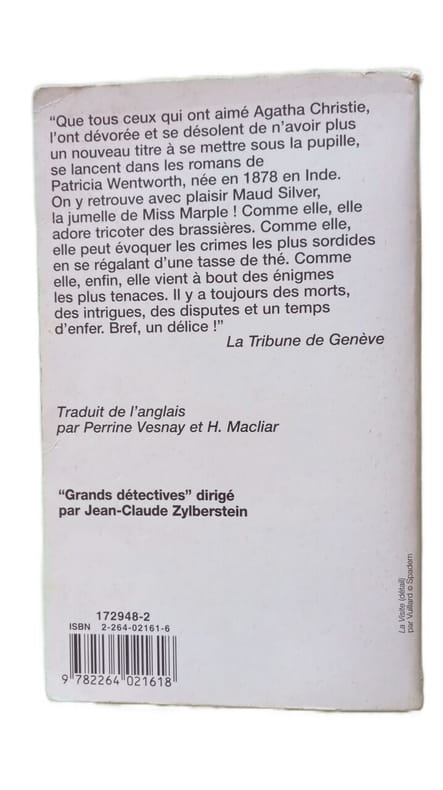 “Que tous ceux qui ont aimé Agatha Christie,
l’ont dévorée et se désolent de n’avoir plus
un nouveau titre à se mettre sous la pupille,
se lancent dans les romans de
Patricia Wentworth, née en 1878 en Inde.
On y retrouve avec plaisir Maud Silver,
la jumelle de Miss Marple ! Comme elle, elle
adore tricoter des brassières. Comme elle,
elle peut évoquer les crimes les plus sordides
en se régalant d’une tasse de thé. Comme
elle, enfin, elle vient à bout des énigmes
les plus tenaces. Il y a toujours des morts,
des intrigues, des disputes et un temps
d’enfer. Bref, un délice !”
La Tribune de Genève
Traduit de l’anglais
par Perrine Vesnay et H. Macliar
“Grands détectives” dirigé
par Jean-Claude Zylberstein
172948-2
ISBN 2-264-02161-6
9 782264 021618
La Visite (détail)
par Vuillard © Spadem